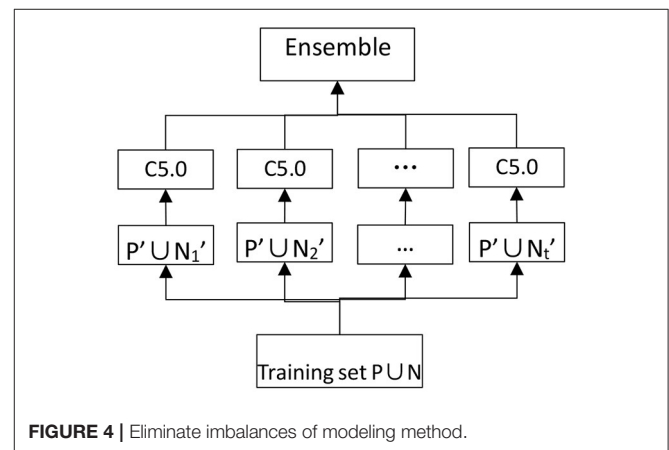 Ensemble
C5.0 C5.0 ... C5.0
P' ∪ N₁' P' ∪ N₂' ... P' ∪ Nₜ'
Training set P∪N
FIGURE 4 | Eliminate imbalances of modeling method.